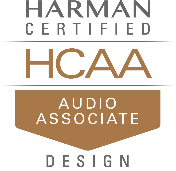 HARMAN
CERTIFIED
HCAA
AUDIO
ASSOCIATE
DESIGN